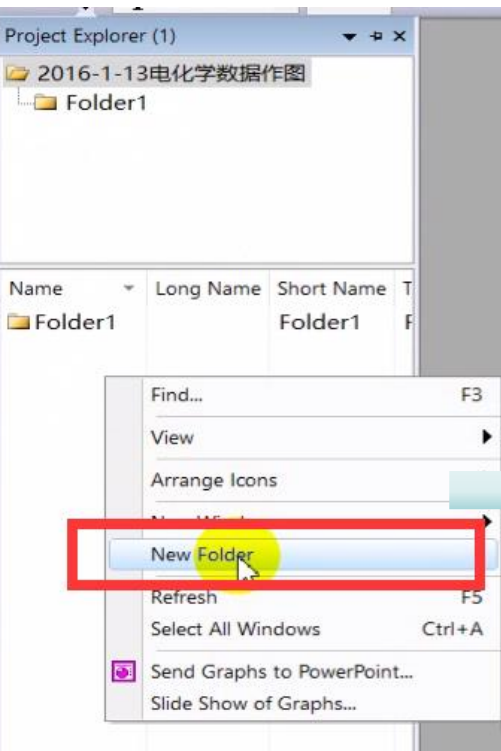 Project Explorer (1)
2016-1-13电化学数据作图
Folder1
Name Long Name Short Name
Folder1 Folder1
Find... F3
View
Arrange Icons
New Folder
Refresh F5
Select All Windows Ctrl+A
Send Graphs to PowerPoint...
Slide Show of Graphs...